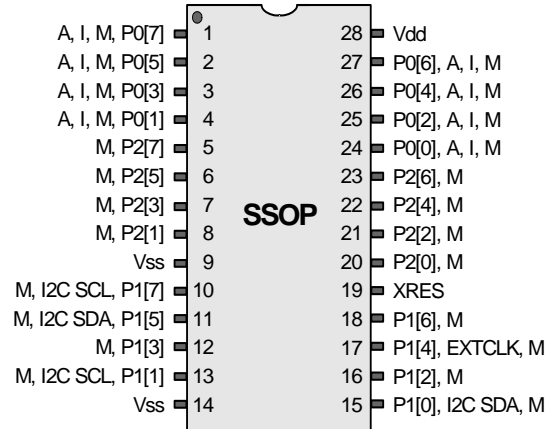 A, I, M, P0[7] 1 28 Vdd
A, I, M, P0[5] 2 27 P0[6], A, I, M
A, I, M, P0[3] 3 26 P0[4], A, I, M
A, I, M, P0[1] 4 25 P0[2], A, I, M
M, P2[7] 5 24 P0[0], A, I, M
M, P2[5] 6 23 P2[6], M
M, P2[3] 7 22 P2[4], M
SSOP
M, P2[1] 8 21 P2[2], M
Vss 9 20 P2[0], M
M, I2C SCL, P1[7] 10 19 XRES
M, I2C SDA, P1[5] 11 18 P1[6], M
M, P1[3] 12 17 P1[4], EXTCLK, M
M, I2C SCL, P1[1] 13 16 P1[2], M
Vss 14 15 P1[0], I2C SDA, M